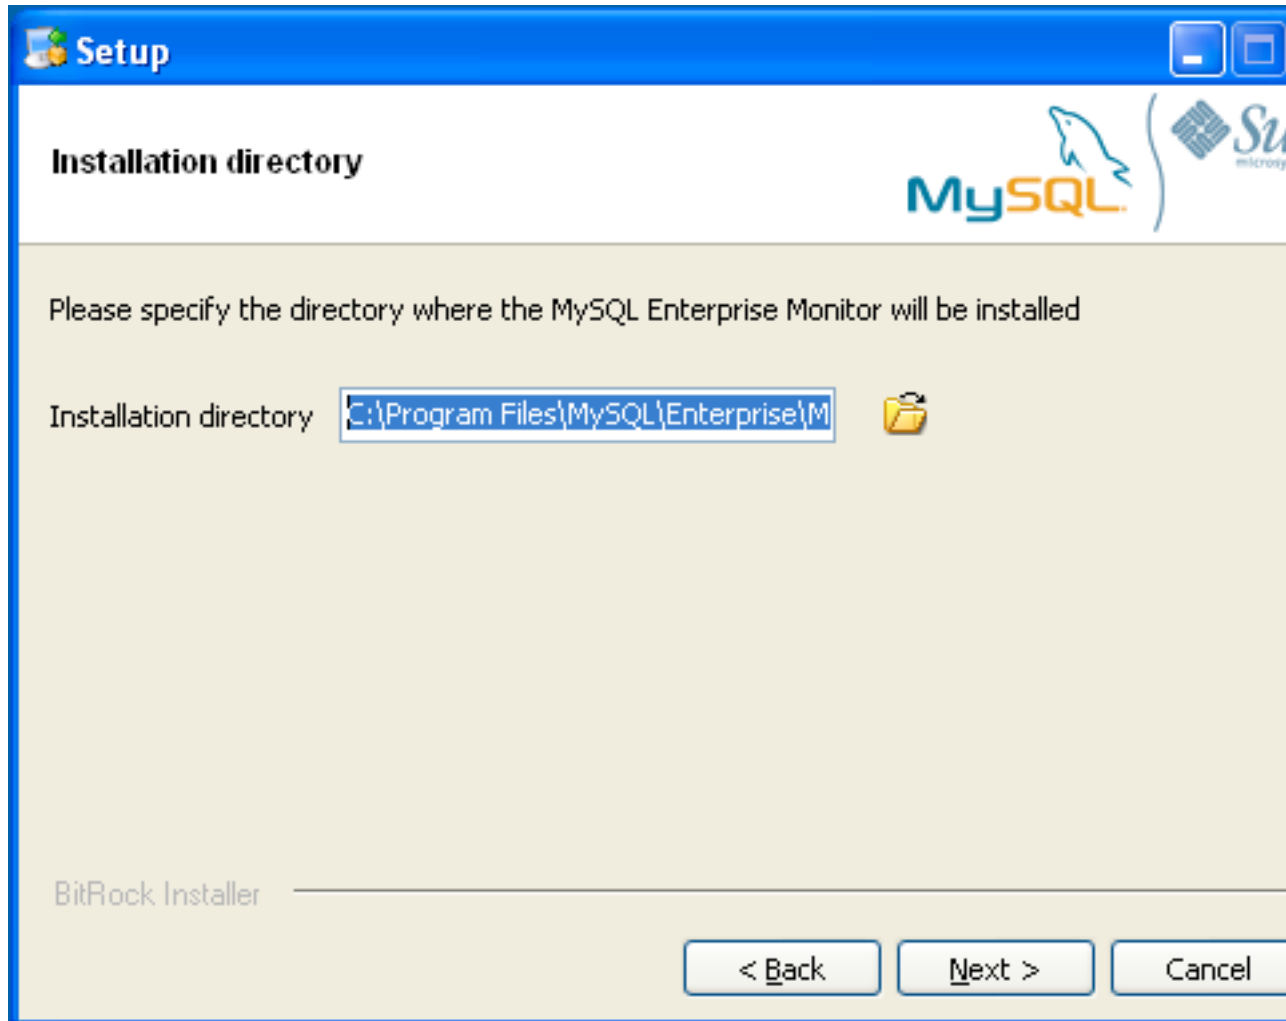 Setup
Installation directory
MySQL
Please specify the directory where the MySQL Enterprise Monitor will be installed
Installation directory C:\Program Files\MySQL\Enterprise\M
BitRock Installer
< Back Next > Cancel